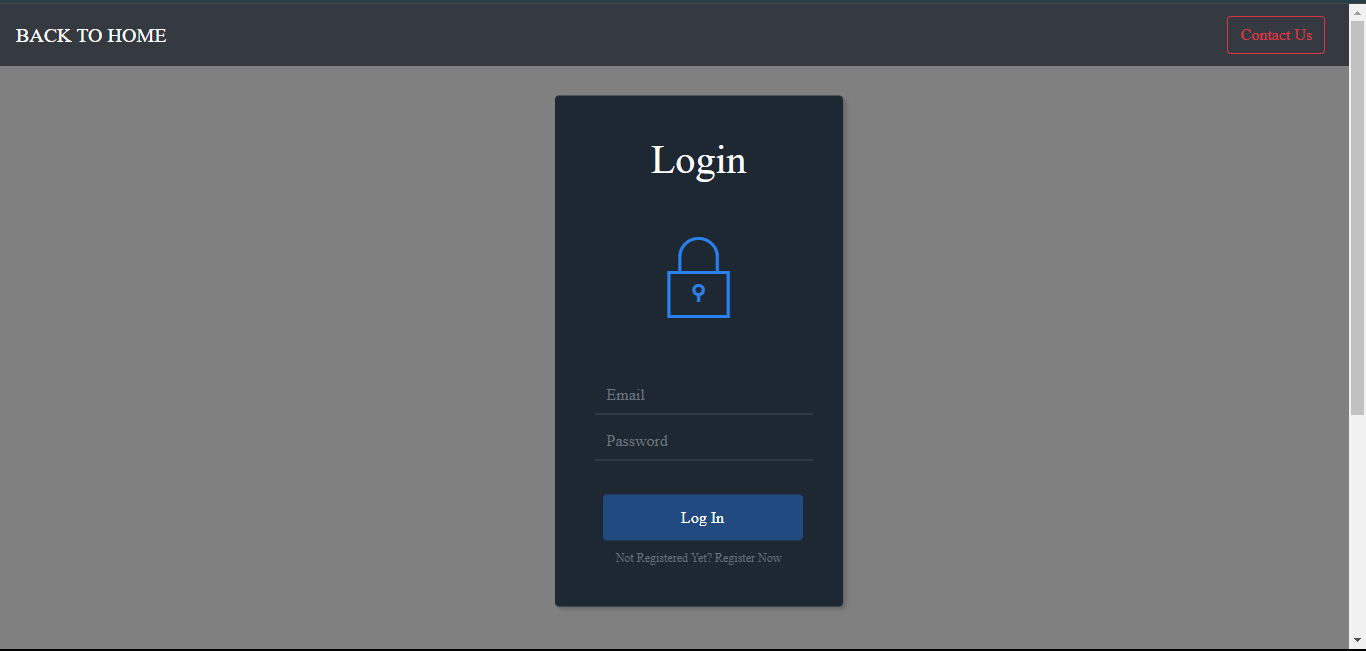 BACK TO HOME
Contact Us
Login
Email
Password
Log In
Not Registered Yet? Register Now